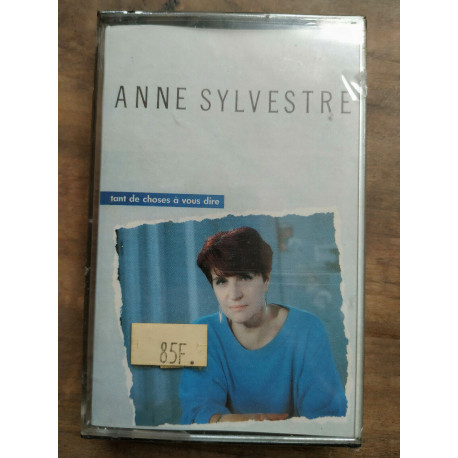 ANNE SYLVESTRE
tant de choses à vous dire
85F.